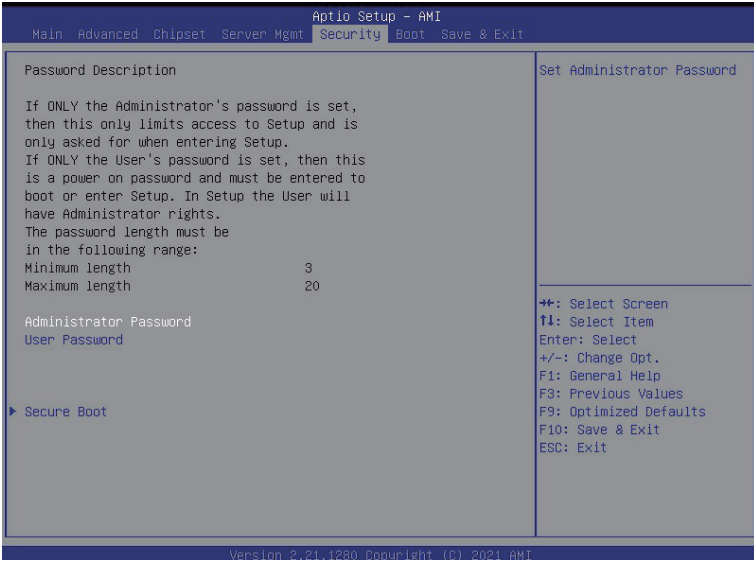 Aptio Setup – AMI
Main Advanced Chipset Server Mgmt Security Boot Save & Exit
Password Description
If ONLY the Administrator's password is set,
then this only limits access to Setup and is
only asked for when entering Setup.
If ONLY the User's password is set, then this
is a power on password and must be entered to
boot or enter Setup. In Setup the User will
have Administrator rights.
The password length must be
in the following range:
Minimum length 3
Maximum length 20
Administrator Password
User Password
Secure Boot
Set Administrator Password
→←: Select Screen
↑↓: Select Item
Enter: Select
+/-: Change Opt.
F1: General Help
F3: Previous Values
F9: Optimized Defaults
F10: Save & Exit
ESC: Exit
Version 2.21.1280 Copyright (C) 2021 AMI